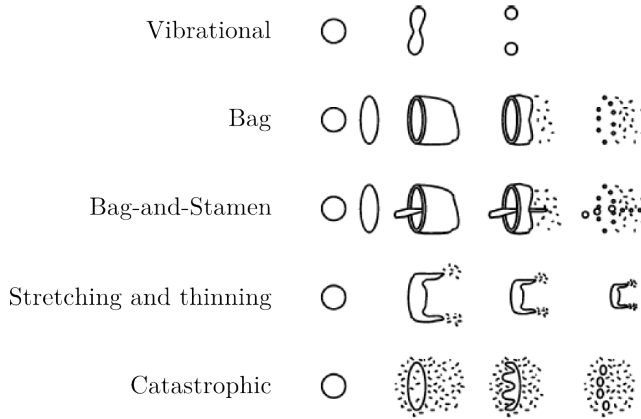 Vibrational
Bag
Bag-and-Stamen
Stretching and thinning
Catastrophic